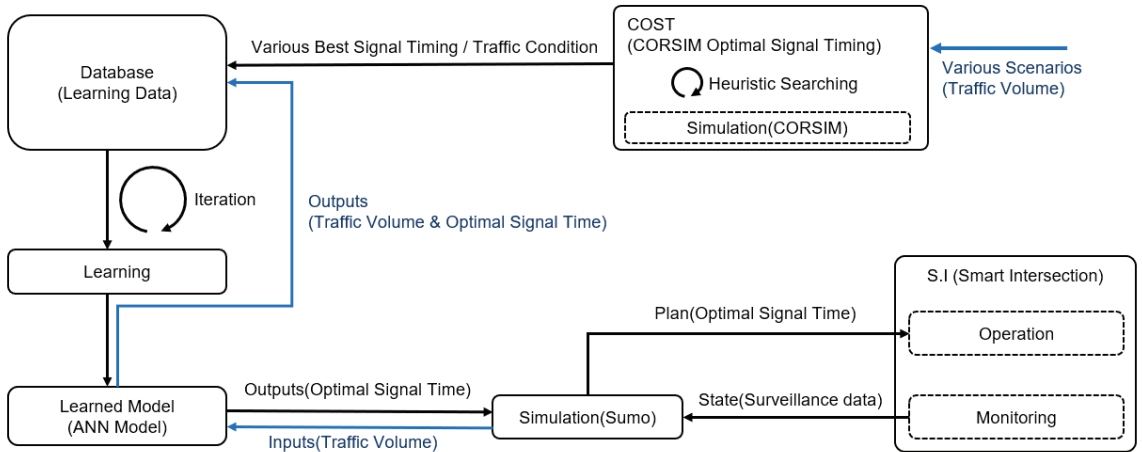 COST
(CORSIM Optimal Signal Timing)
Heuristic Searching
Simulation(CORSIM)
Various Scenarios
(Traffic Volume)
Various Best Signal Timing / Traffic Condition
Database
(Learning Data)
Iteration
Outputs
(Traffic Volume & Optimal Signal Time)
Learning
Learned Model
(ANN Model)
Outputs(Optimal Signal Time)
Inputs(Traffic Volume)
Simulation(Sumo)
Plan(Optimal Signal Time)
State(Surveillance data)
S.I (Smart Intersection)
Operation
Monitoring